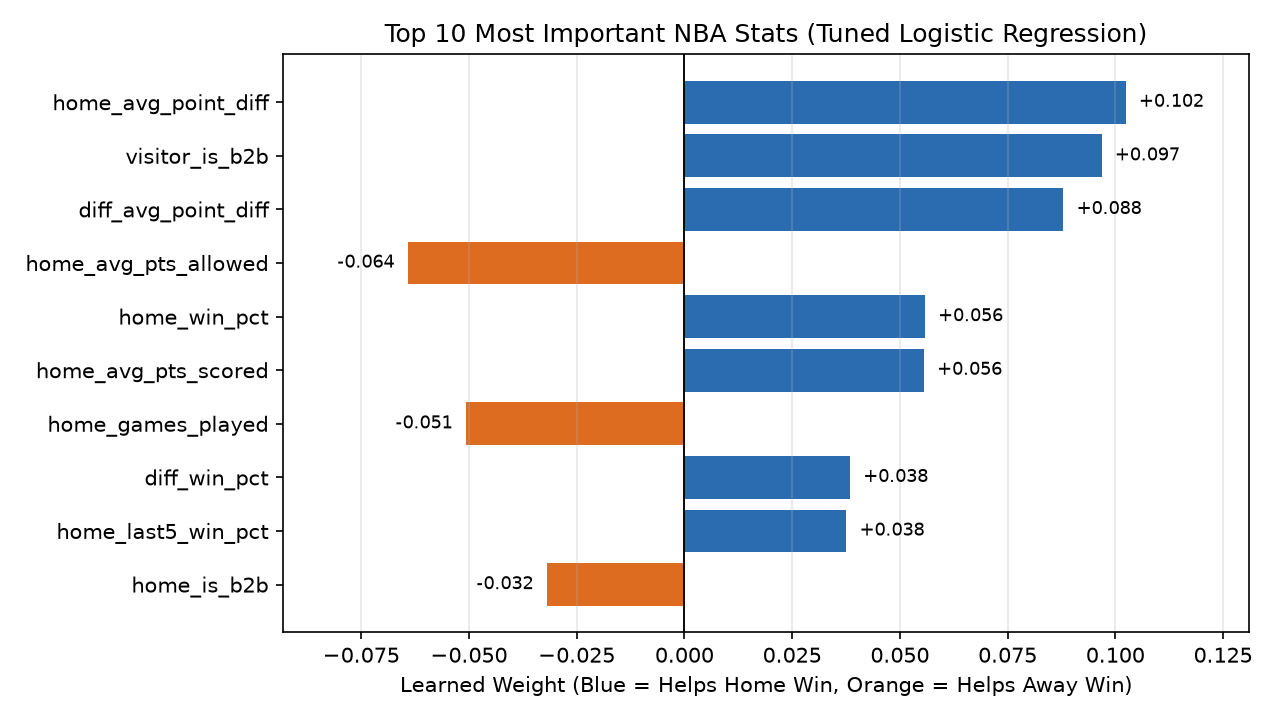 Top 10 Most Important NBA Stats (Tuned Logistic Regression)
home_avg_point_diff +0.102
visitor_is_b2b +0.097
diff_avg_point_diff +0.088
home_avg_pts_allowed -0.064
home_win_pct +0.056
home_avg_pts_scored +0.056
home_games_played -0.051
diff_win_pct +0.038
home_last5_win_pct +0.038
home_is_b2b -0.032
−0.075 −0.050 −0.025 0.000 0.025 0.050 0.075 0.100 0.125
Learned Weight (Blue = Helps Home Win, Orange = Helps Away Win)